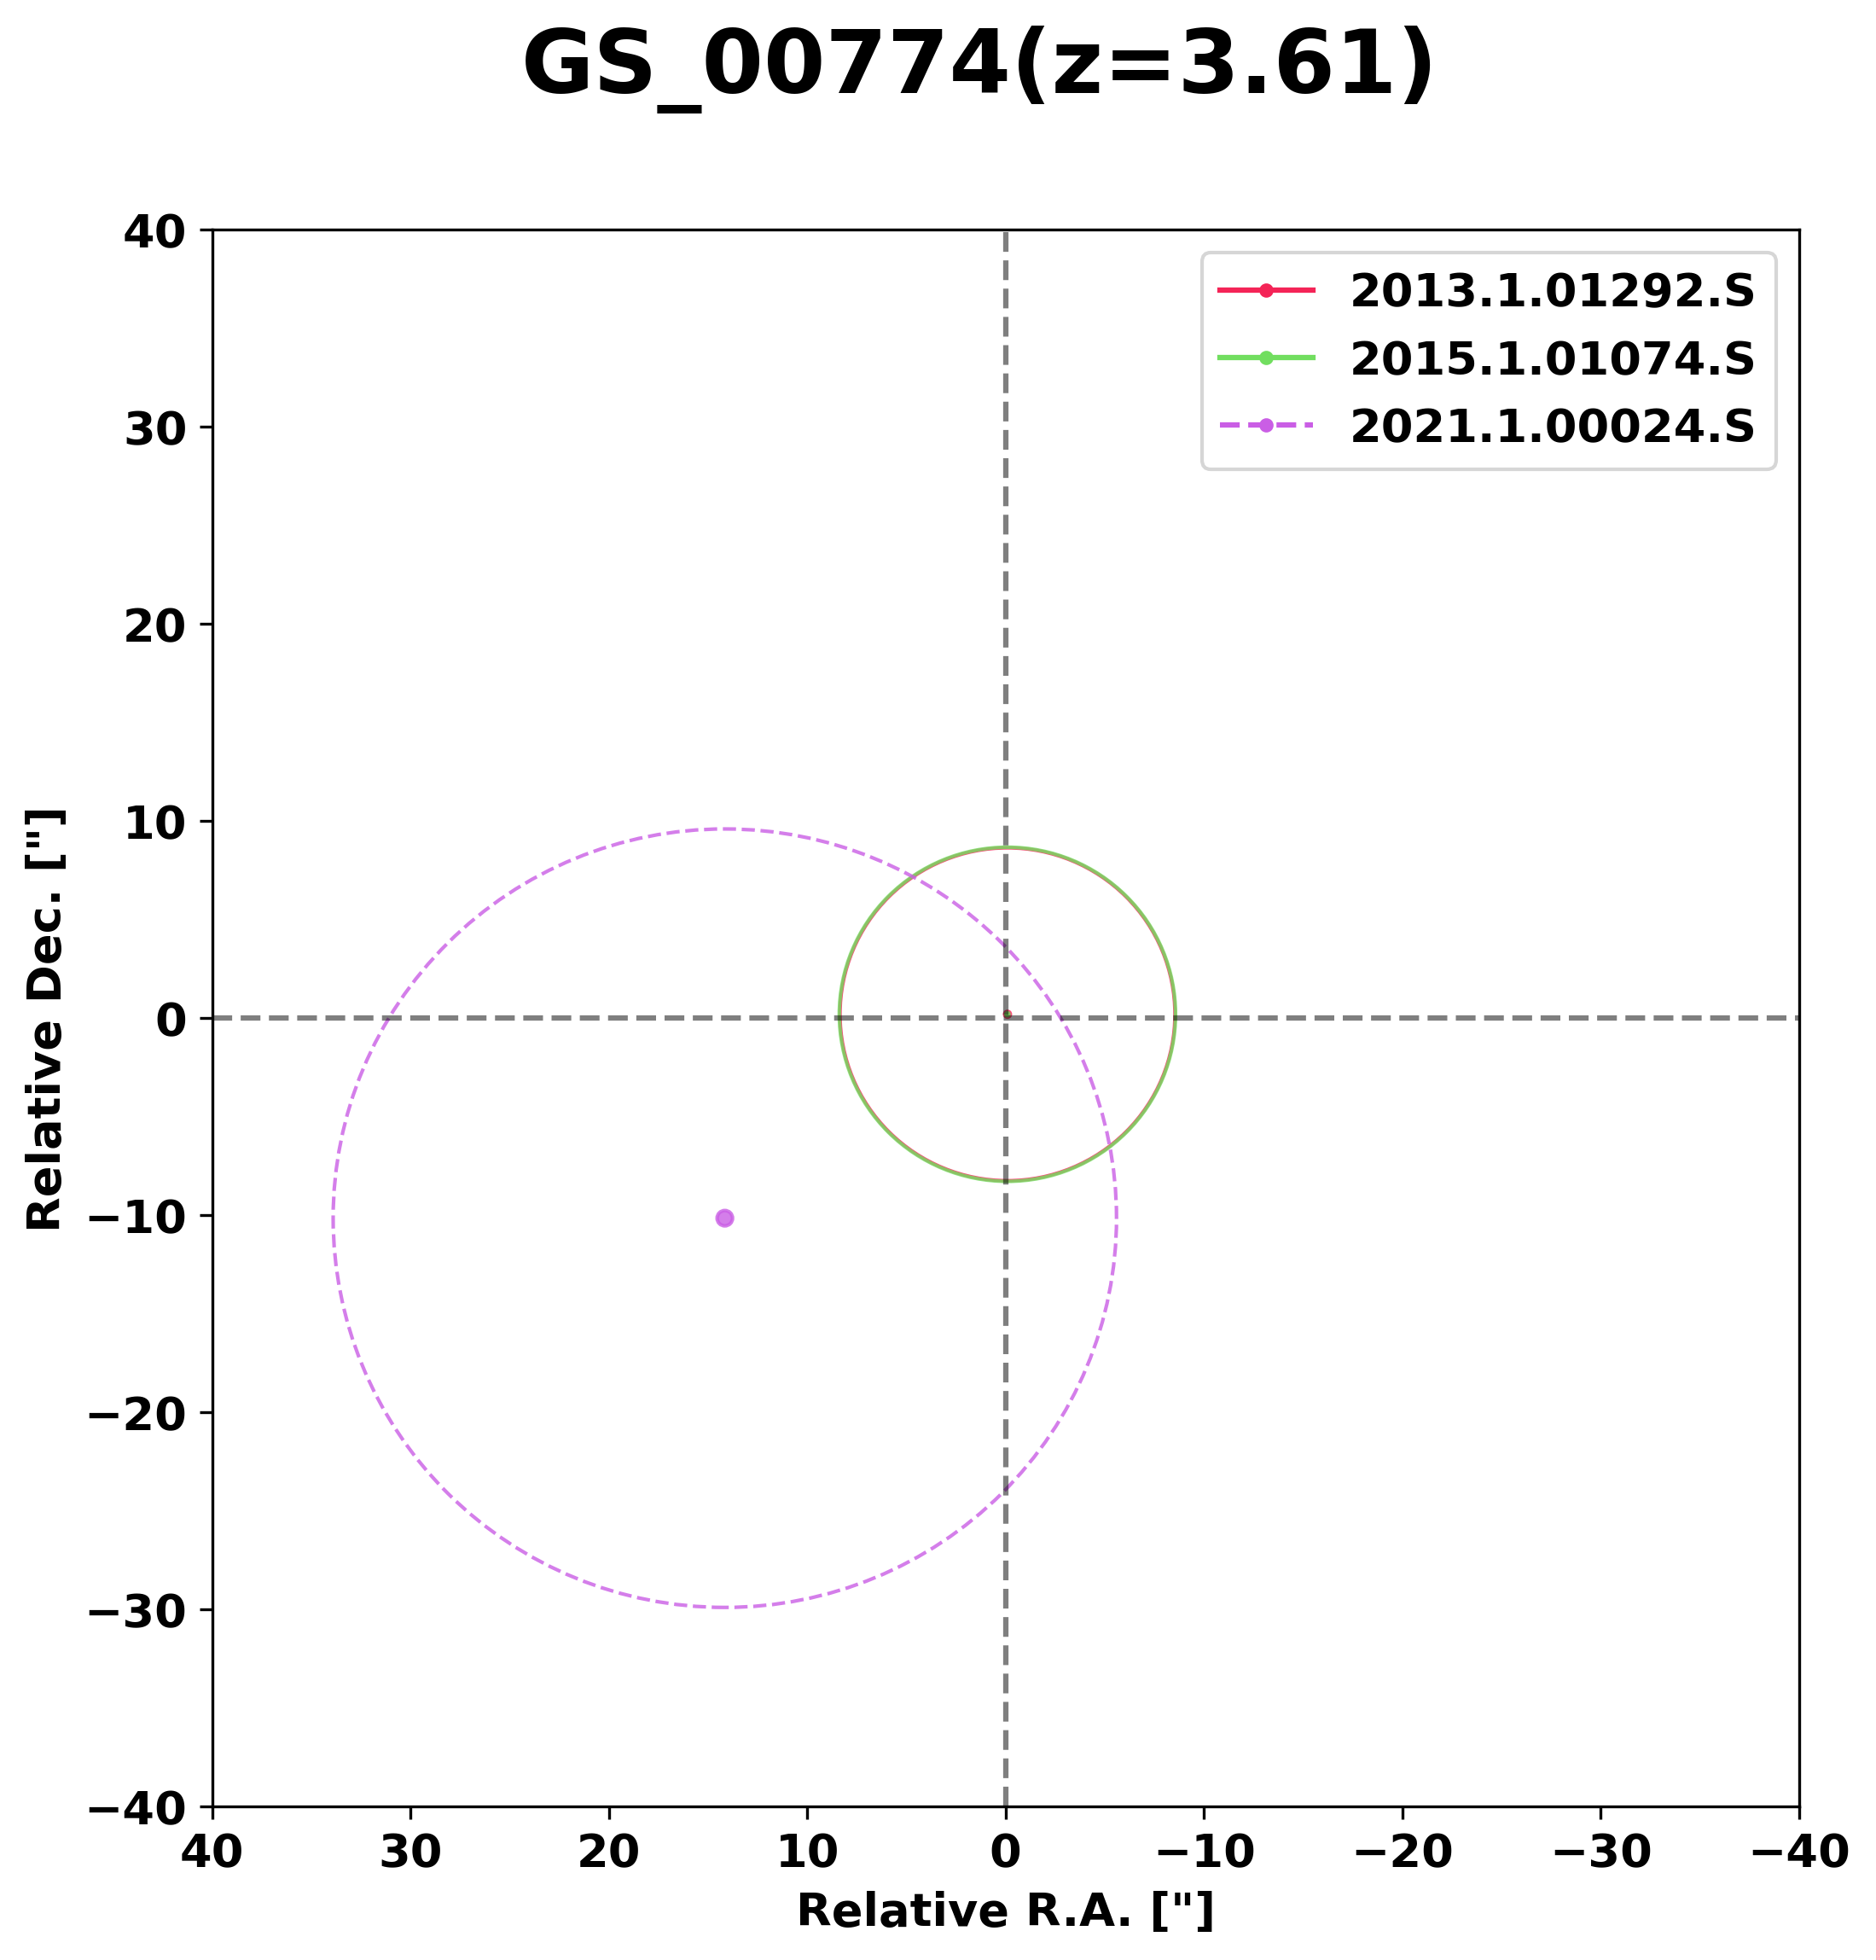 GS_00774(z=3.61)
2013.1.01292.S
2015.1.01074.S
2021.1.00024.S
40
30
20
10
0
−10
−20
−30
−40
Relative Dec. ["]
40 30 20 10 0 −10 −20 −30 −40
Relative R.A. ["]